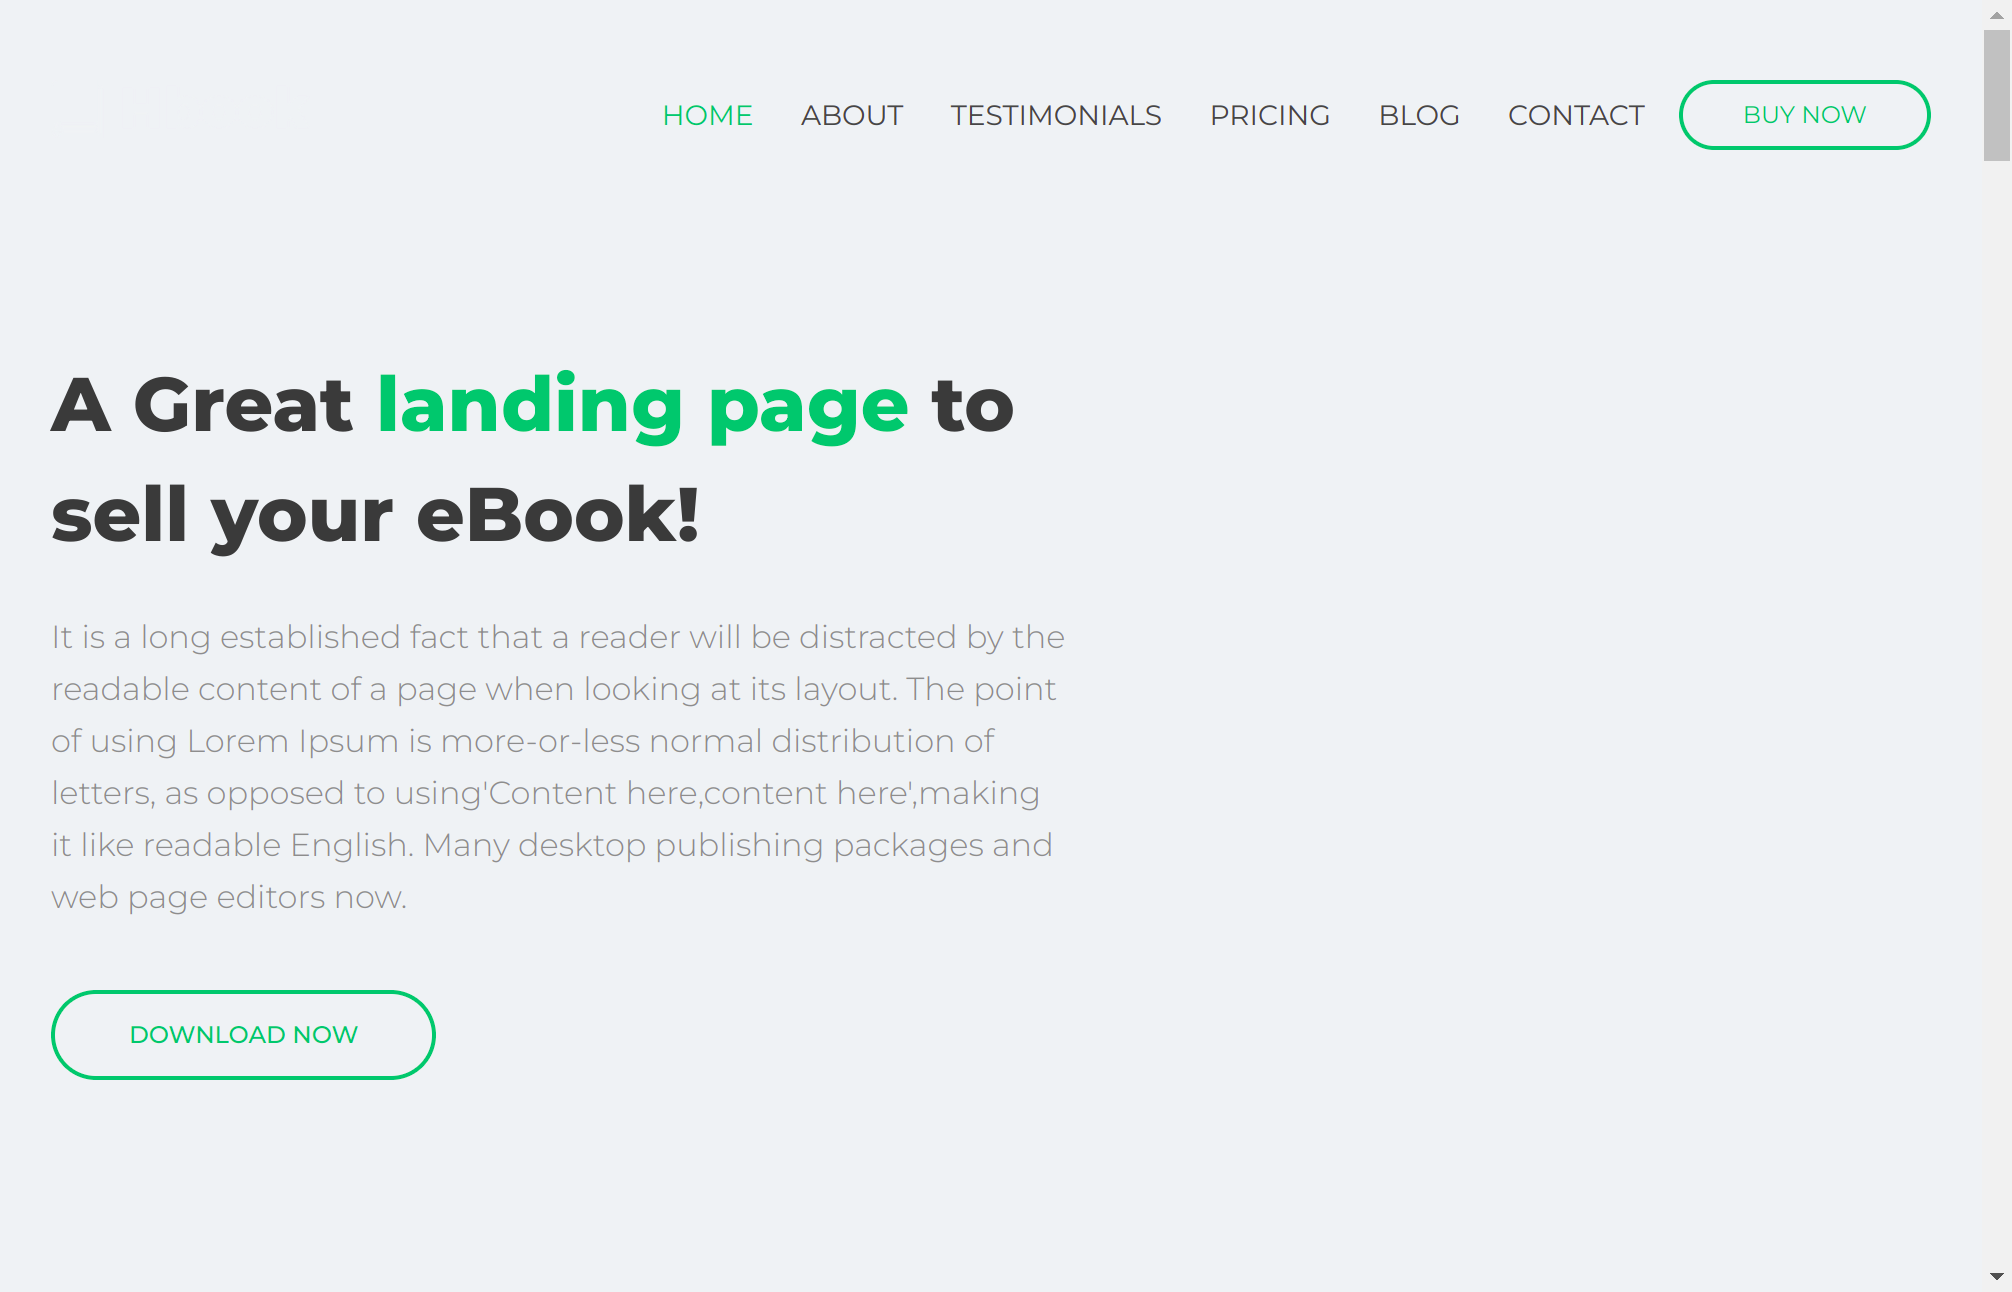 HOME ABOUT TESTIMONIALS PRICING BLOG CONTACT BUY NOW
A Great landing page to
sell your eBook!
It is a long established fact that a reader will be distracted by the
readable content of a page when looking at its layout. The point
of using Lorem Ipsum is more-or-less normal distribution of
letters, as opposed to using'Content here,content here',making
it like readable English. Many desktop publishing packages and
web page editors now.
DOWNLOAD NOW